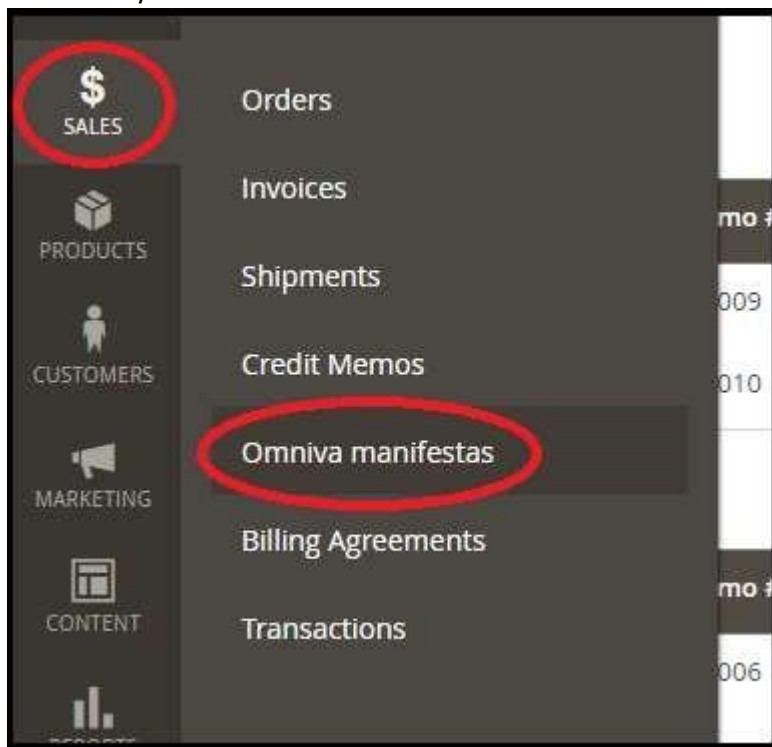 $
SALES
PRODUCTS
CUSTOMERS
MARKETING
CONTENT
Orders
Invoices
Shipments
Credit Memos
Omniva manifestas
Billing Agreements
Transactions
mo #
009
010
mo #
006